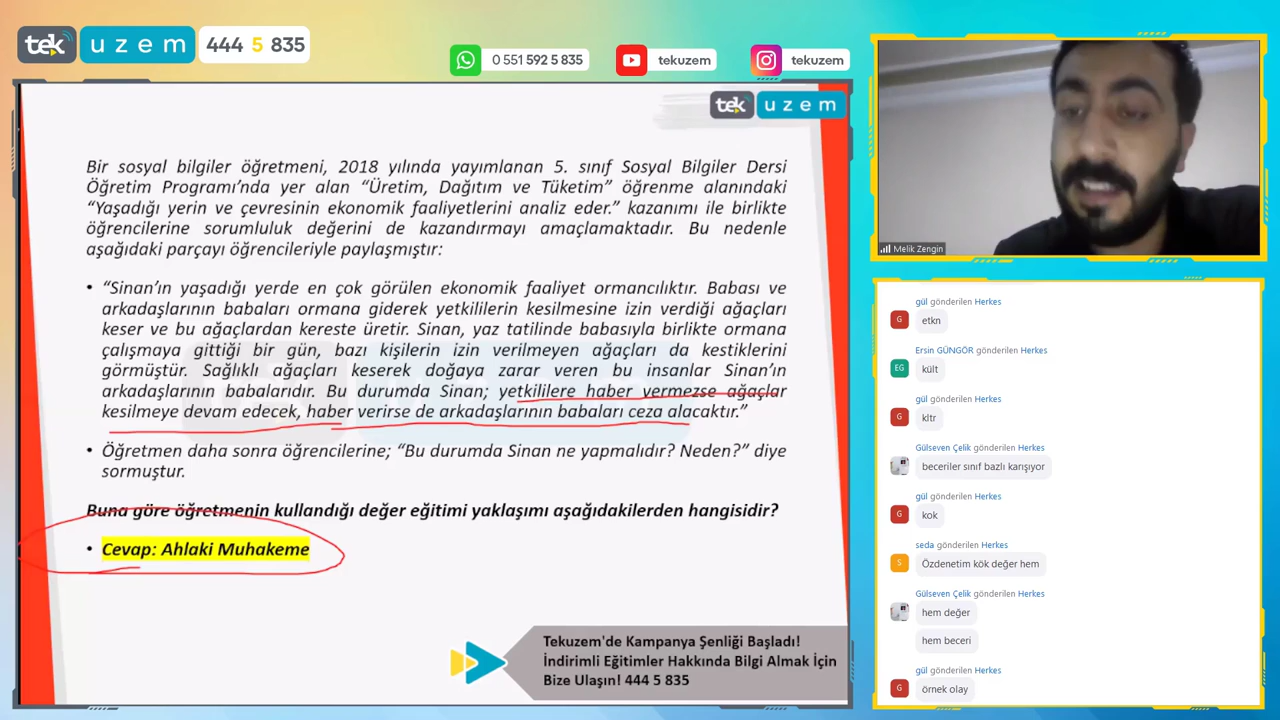 tek uzem 444 5 835
0 551 592 5 835
tekuzem
tekuzem
tek uzem
Bir sosyal bilgiler öğretmeni, 2018 yılında yayımlanan 5. sınıf Sosyal Bilgiler Dersi
Öğretim Programı’nda yer alan “Üretim, Dağıtım ve Tüketim” öğrenme alanındaki
“Yaşadığı yerin ve çevresinin ekonomik faaliyetlerini analiz eder.” kazanımı ile birlikte
öğrencilerine sorumluluk değerini de kazandırmayı amaçlamaktadır. Bu nedenle
aşağıdaki parçayı öğrencileriyle paylaşmıştır:
• “Sinan’ın yaşadığı yerde en çok görülen ekonomik faaliyet ormancılıktır. Babası ve
arkadaşlarının babaları ormana giderek yetkililerin kesilmesine izin verdiği ağaçları
keser ve bu ağaçlardan kereste üretir. Sinan, yaz tatilinde babasıyla birlikte ormana
çalışmaya gittiği bir gün, bazı kişilerin izin verilmeyen ağaçları da kestiklerini
görmüştür. Sağlıklı ağaçları keserek doğaya zarar veren bu insanlar Sinan’ın
arkadaşlarının babalarıdır. Bu durumda Sinan; yetkililere haber vermezse ağaçlar
kesilmeye devam edecek, haber verirse de arkadaşlarının babaları ceza alacaktır.”
• Öğretmen daha sonra öğrencilerine; “Bu durumda Sinan ne yapmalıdır? Neden?” diye
sormuştur.
Buna göre öğretmenin kullandığı değer eğitimi yaklaşımı aşağıdakilerden hangisidir?
• Cevap: Ahlaki Muhakeme
Tekuzem'de Kampanya Şenliği Başladı!
İndirimli Eğitimler Hakkında Bilgi Almak İçin
Bize Ulaşın! 444 5 835
Melik Zengin
gül gönderilen Herkes
G etkn
Ersin GÜNGÖR gönderilen Herkes
EG kült
gül gönderilen Herkes
G kltr
Gülseven Çelik gönderilen Herkes
beceriler sınıf bazlı karışıyor
gül gönderilen Herkes
G kok
seda gönderilen Herkes
S Özdenetim kök değer hem
Gülseven Çelik gönderilen Herkes
hem değer
hem beceri
gül gönderilen Herkes
G örnek olay